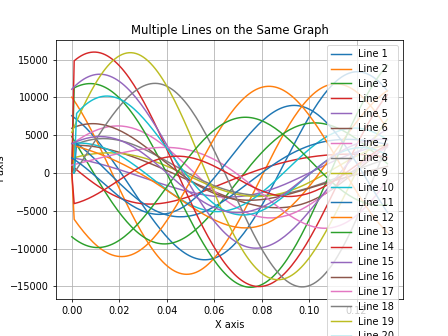 Multiple Lines on the Same Graph
15000
10000
5000
0
−5000
−10000
−15000
0.00
0.02
0.04
0.06
0.08
0.10
X axis
axis
Line 1
Line 2
Line 3
Line 4
Line 5
Line 6
Line 7
Line 8
Line 9
Line 10
Line 11
Line 12
Line 13
Line 14
Line 15
Line 16
Line 17
Line 18
Line 19
Line 20